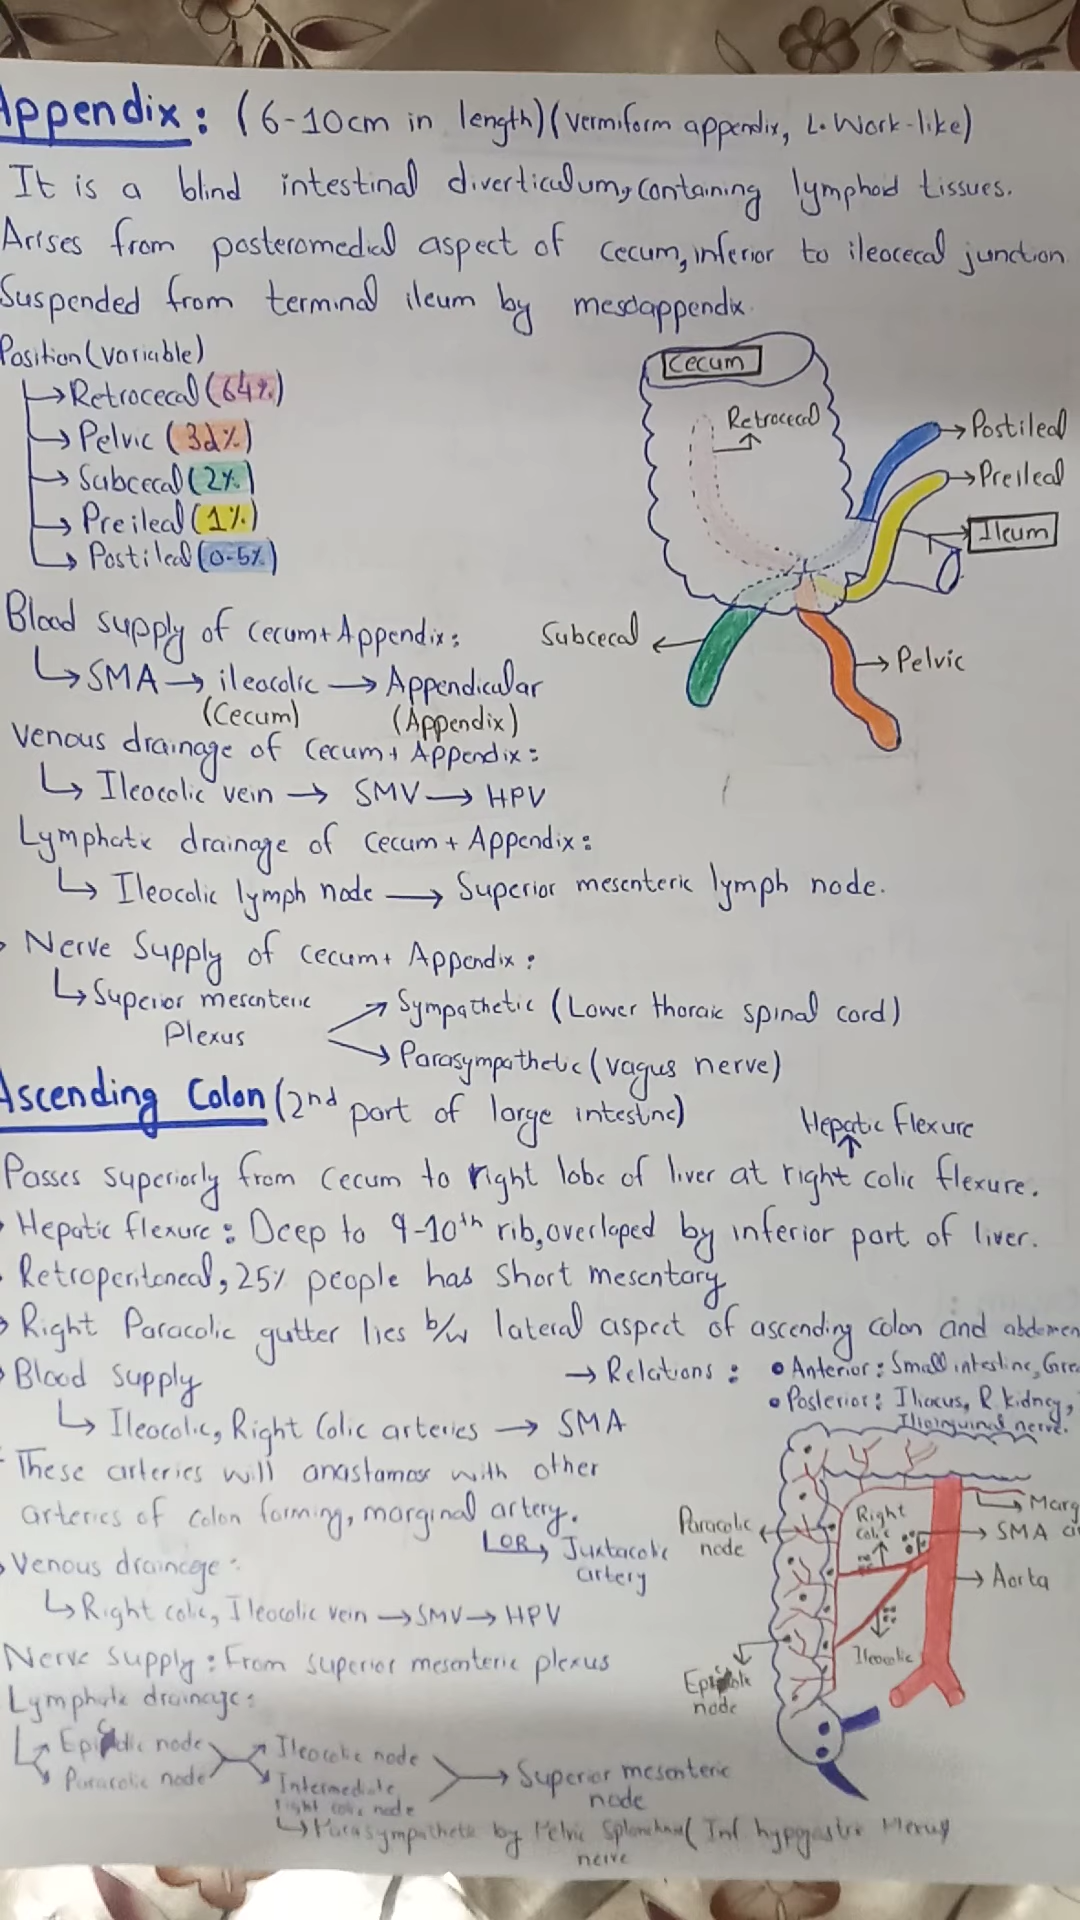 Appendix: (6-10cm in length)(vermiform appendix, L. Work-like)
It is a blind intestinal diverticulum, containing lymphoid tissues.
Arises from posteromedial aspect of cecum, inferior to ileocecal junction
Suspended from terminal ileum by mesoappendix.
Position (variable)
→ Retrocecal (64%)
→ Pelvic (32%)
→ Subcecal (2%)
→ Preileal (1%)
→ Postileal (0-5%)
Cecum
Retrocecal
→ Postileal
→ Preileal
Ileum
Subcecal
→ Pelvic
Blood supply of cecum + Appendix:
↳ SMA → ileocolic → Appendicular
(Cecum) (Appendix)
Venous drainage of Cecum + Appendix:
↳ Ileocolic vein → SMV → HPV
Lymphatic drainage of cecum + Appendix:
↳ Ileocolic lymph node → Superior mesenteric lymph node.
Nerve Supply of cecum + Appendix:
↳ Superior mesenteric Plexus
→ Sympathetic (Lower thoraic spinal cord)
→ Parasympathetic (vagus nerve)
Ascending Colon (2nd part of large intestine)
Hepatic flexure
Passes superiorly from cecum to right lobe of liver at right colic flexure.
Hepatic flexure: Deep to 9-10th rib, overlaped by inferior part of liver.
Retroperitoneal, 25% people has short mesentary
Right Paracolic gutter lies b/w lateral aspect of ascending colon and abdomen
Blood supply
↳ Ileocolic, Right Colic arteries → SMA
→ Relations: • Anterior: Small intestine,
• Posterior: Iliacus, R. kidney,
Ilioinguinal nerve.
These arteries will anastamose with other
arteries of colon forming, marginal artery.
LOR→ Juxtacolic
artery
Venous drainage:
↳ Right colic, Ileocolic vein → SMV → HPV
Nerve Supply: From superior mesenteric plexus
Lymphatic drainage:
Epicolic node
Paracolic node
Ileocolic node
Intermediate
right colic node
→ Superior mesenteric
node
↳ Parasympathetic by Pelvic
nerve
Paracolic
node
Right
colic
SMA
→ Aorta
Ileocolic
Epicolic
node